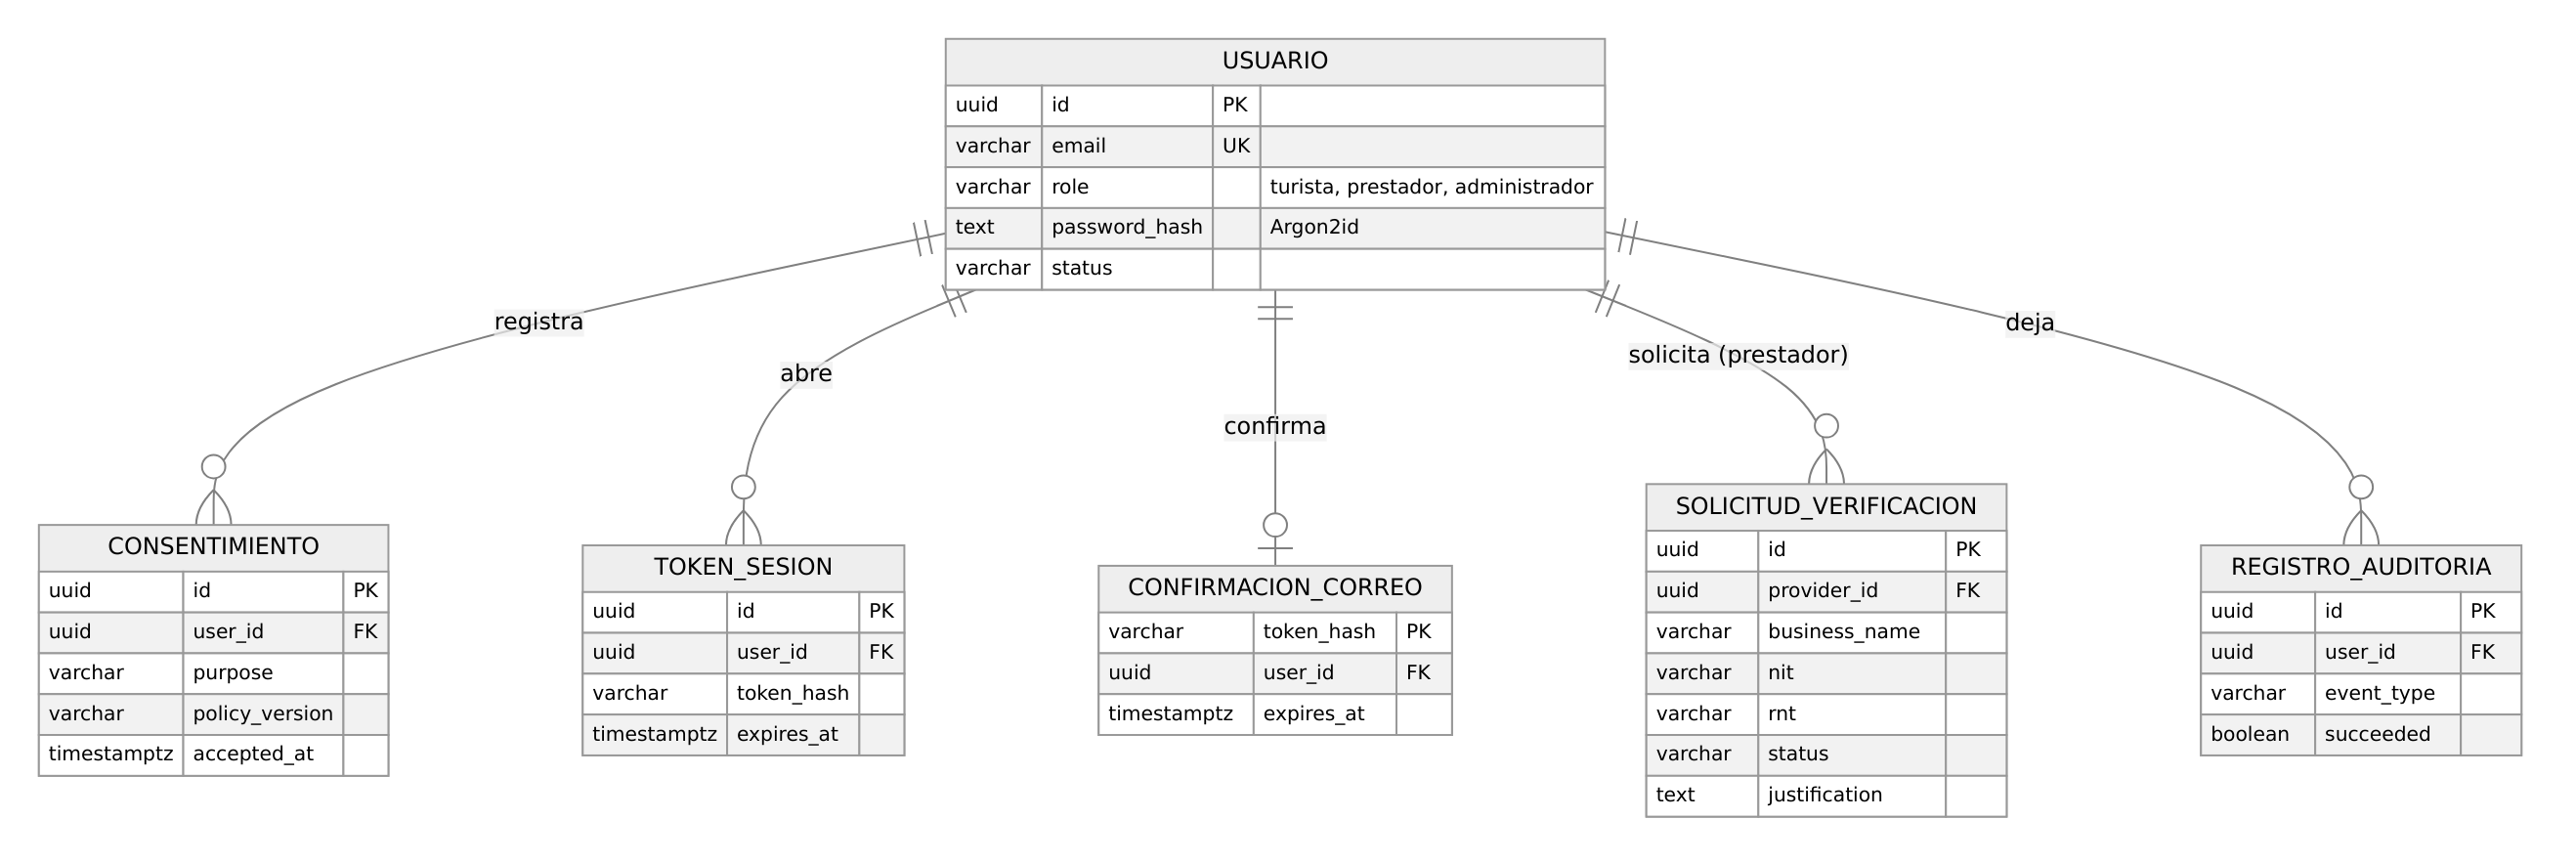 USUARIO
uuid id PK
varchar email UK
varchar role turista, prestador, administrador
text password_hash Argon2id
varchar status
registra
abre
confirma
solicita (prestador)
deja
CONSENTIMIENTO
uuid id PK
uuid user_id FK
varchar purpose
varchar policy_version
timestamptz accepted_at
TOKEN_SESION
uuid id PK
uuid user_id FK
varchar token_hash
timestamptz expires_at
CONFIRMACION_CORREO
varchar token_hash PK
uuid user_id FK
timestamptz expires_at
SOLICITUD_VERIFICACION
uuid id PK
uuid provider_id FK
varchar business_name
varchar nit
varchar rnt
varchar status
text justification
REGISTRO_AUDITORIA
uuid id PK
uuid user_id FK
varchar event_type
boolean succeeded